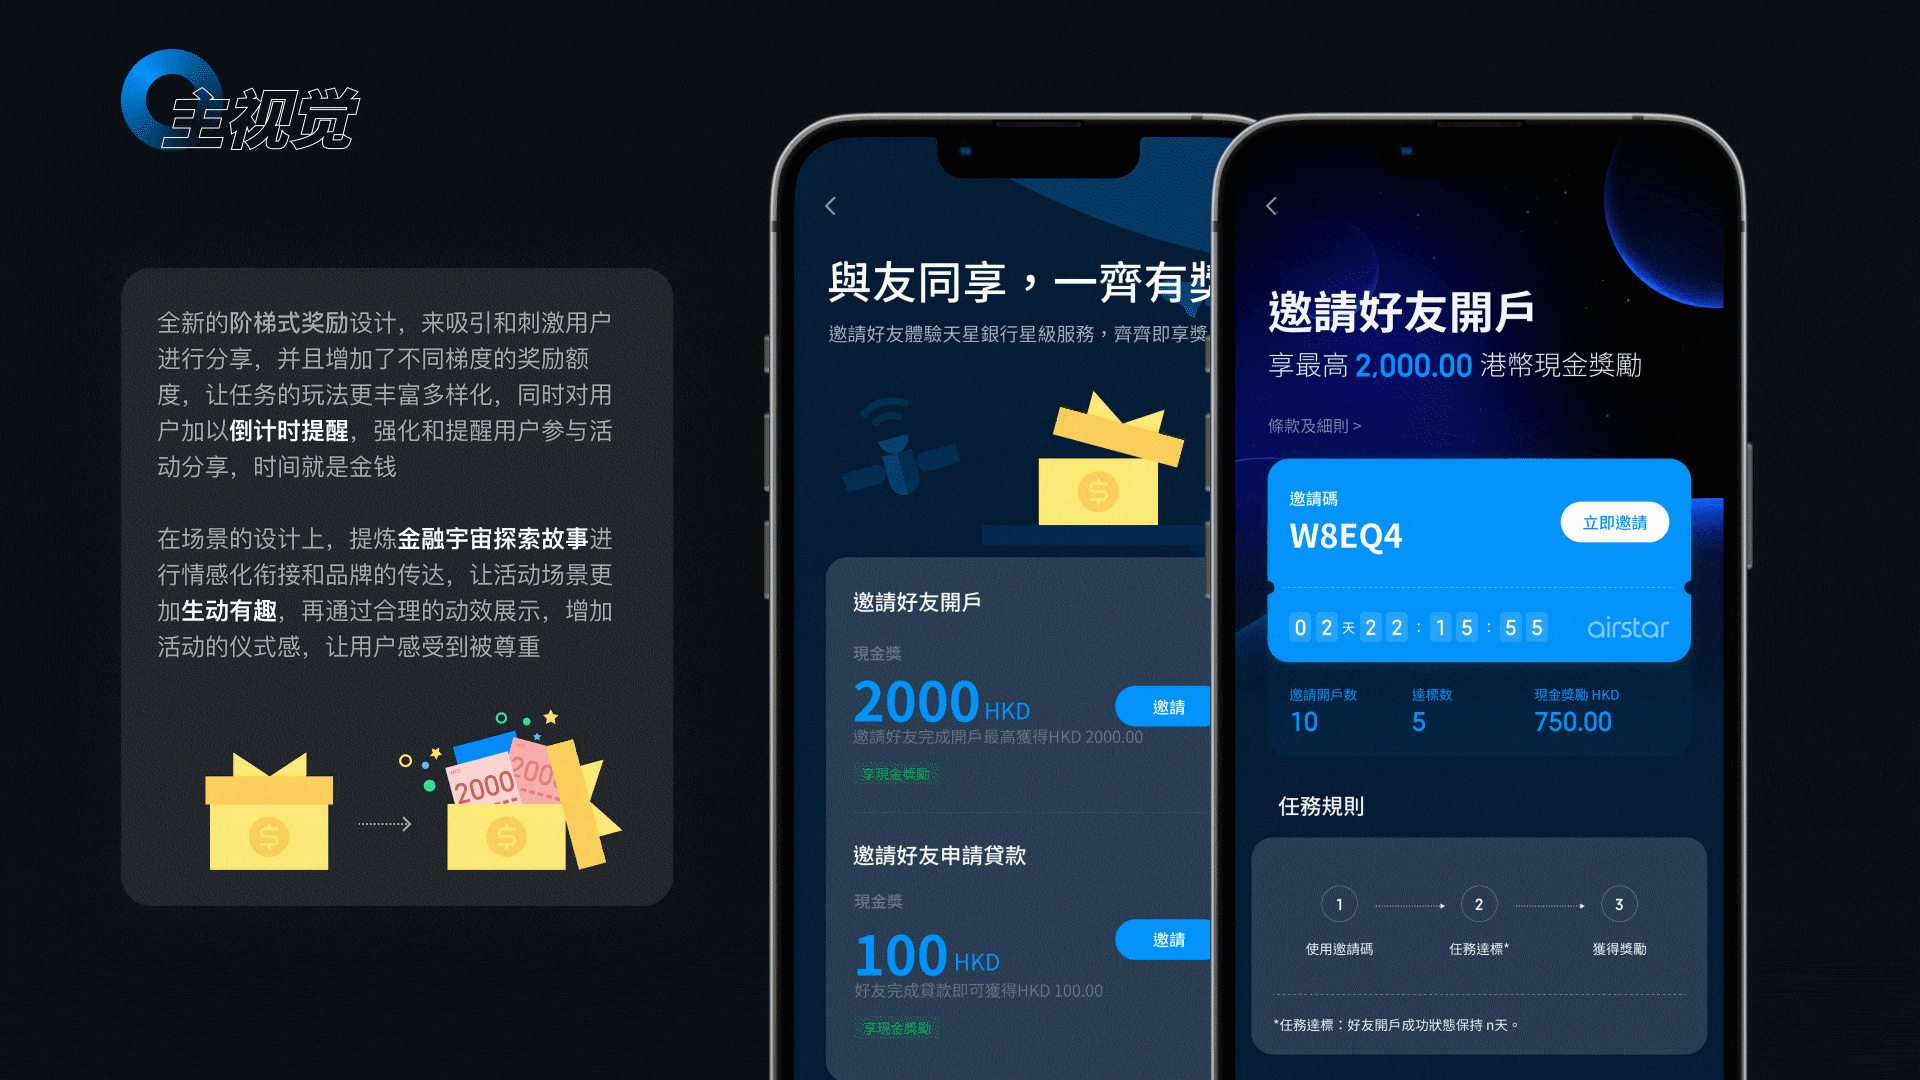 主视觉
全新的阶梯式奖励设计，来吸引和刺激用户
进行分享，并且增加了不同梯度的奖励额
度，让任务的玩法更丰富多样化，同时对用
户加以倒计时提醒，强化和提醒用户参与活
动分享，时间就是金钱
在场景的设计上，提炼金融宇宙探索故事进
行情感化衔接和品牌的传达，让活动场景更
加生动有趣，再通过合理的动效展示，增加
活动的仪式感，让用户感受到被尊重
2000
2000
與友同享，一齊有獎
邀請好友體驗天星銀行星級服務，齊齊即享獎
邀請好友開戶
現金獎
2000 HKD
邀請
邀請好友完成開戶最高獲得HKD 2000.00
享現金獎勵
邀請好友申請貸款
現金獎
100 HKD
邀請
好友完成貸款即可獲得HKD 100.00
享現金獎勵
邀請好友開戶
享最高 2,000.00 港幣現金獎勵
條款及細則 >
邀請碼
W8EQ4
立即邀請
02天22:15:55
airstar
邀請開戶数 達標数 現金獎勵 HKD
10 5 750.00
任務規則
1 2 3
使用邀請碼 任務達標* 獲得獎勵
*任務達標：好友開戶成功狀態保持 n天。